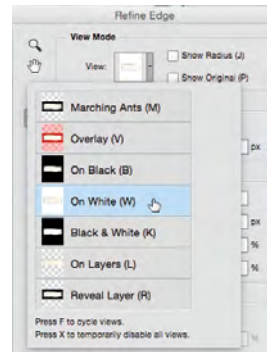 Refine Edge
View Mode
View:
Show Radius (J)
Show Original (P)
Marching Ants (M)
Overlay (V)
On Black (B)
px
On White (W)
Black & White (K)
px
%
On Layers (L)
%
Reveal Layer (R)
Press F to cycle views.
Press X to temporarily disable all views.
%